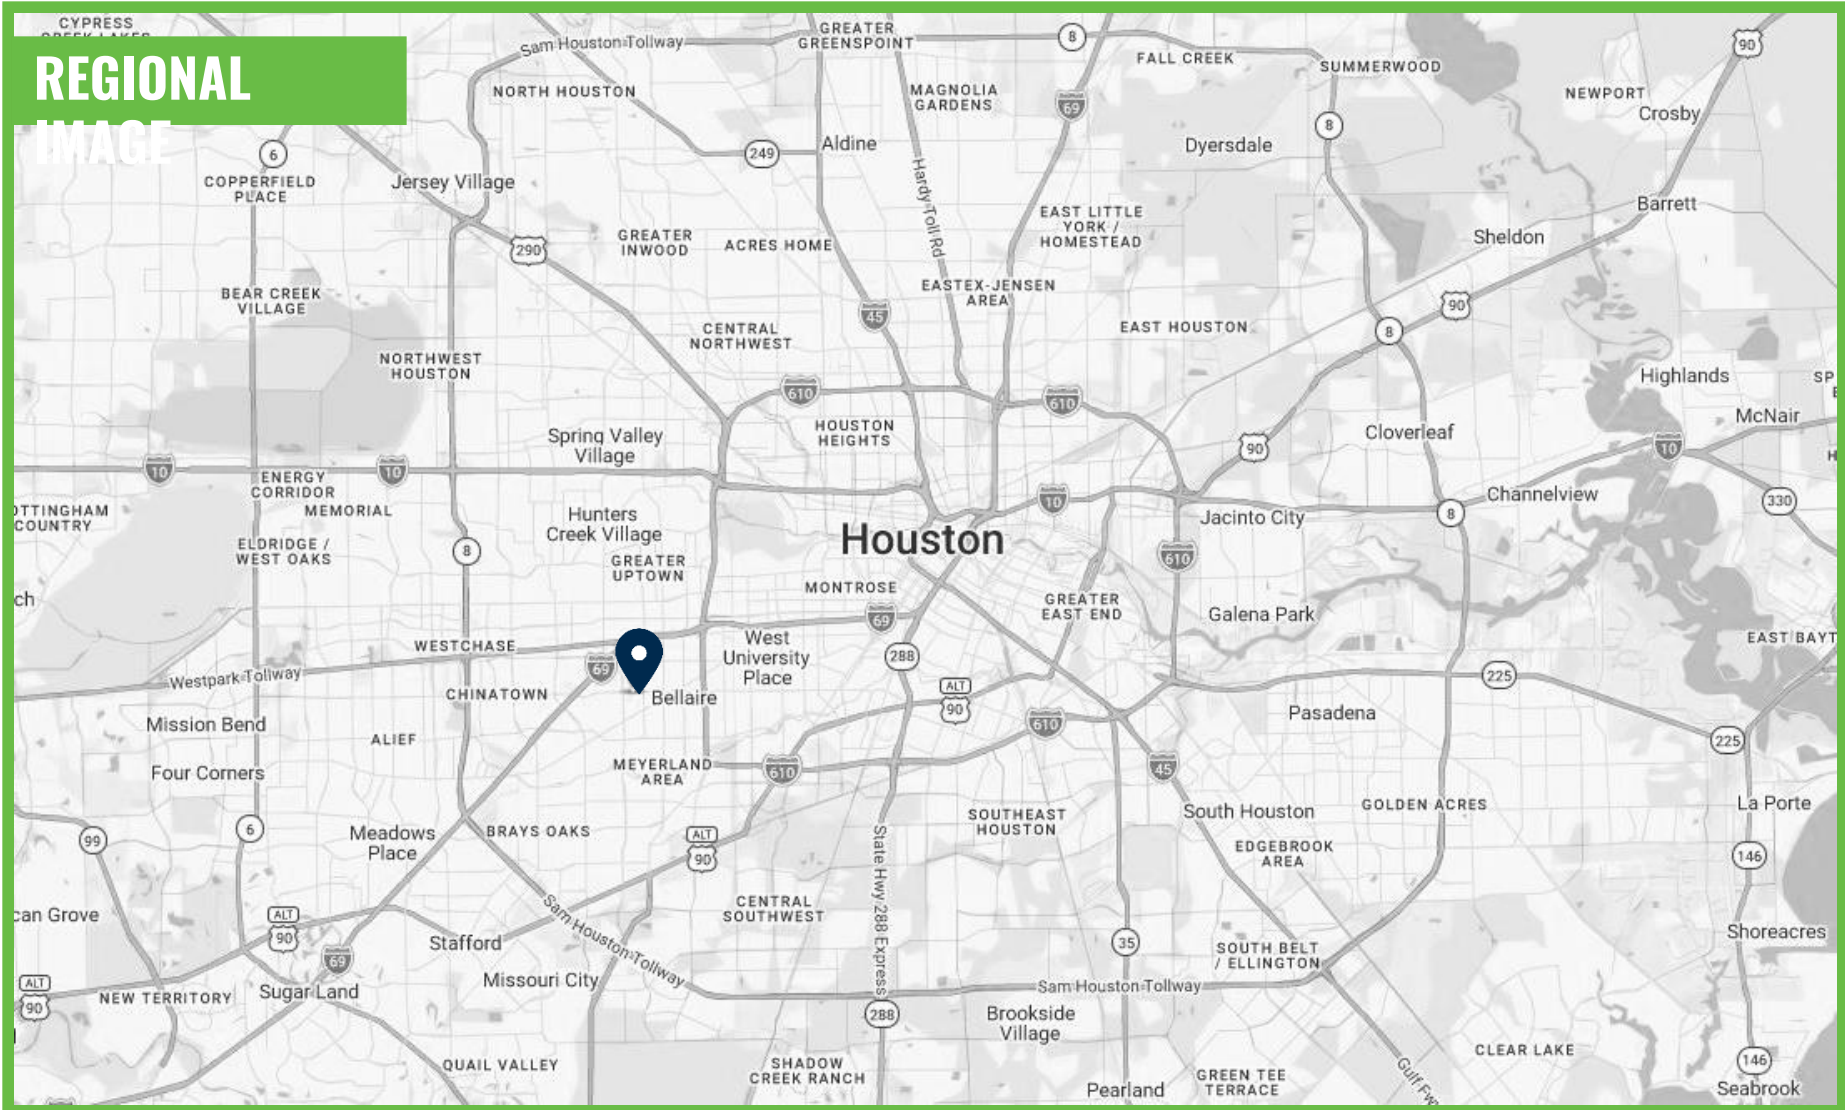 CYPRESS
CREEK LAKES
REGIONAL
IMAGE
Sam Houston Tollway
GREATER
GREENSPOINT
8
FALL CREEK
SUMMERWOOD
90
NORTH HOUSTON
MAGNOLIA
GARDENS
69
NEWPORT
Crosby
6
249
Aldine
8
Dyersdale
COPPERFIELD
PLACE
Jersey Village
Hardy Toll Rd
Barrett
290
GREATER
INWOOD
ACRES HOME
EAST LITTLE
YORK /
HOMESTEAD
Sheldon
BEAR CREEK
VILLAGE
EASTEX-JENSEN
AREA
90
45
CENTRAL
NORTHWEST
EAST HOUSTON
8
NORTHWEST
HOUSTON
Highlands
SP
610
610
McNair
HOUSTON
HEIGHTS
Spring Valley
Village
90
Cloverleaf
10
10
10
ENERGY
CORRIDOR
MEMORIAL
10
Channelview
330
OTTINGHAM
COUNTRY
Hunters
Creek Village
Jacinto City
8
Houston
ELDRIDGE /
WEST OAKS
8
GREATER
UPTOWN
610
MONTROSE
ch
GREATER
EAST END
Galena Park
69
WESTCHASE
West
University
Place
EAST BAYT
Westpark Tollway
69
288
225
CHINATOWN
Bellaire
ALT
90
Mission Bend
Pasadena
ALIEF
610
225
Four Corners
MEYERLAND
AREA
610
45
99
6
Meadows
Place
BRAYS OAKS
ALT
90
SOUTHEAST
HOUSTON
South Houston
GOLDEN ACRES
La Porte
EDGEBROOK
AREA
146
State Hwy 288 Express
can Grove
ALT
90
Sam Houston Tollway
CENTRAL
SOUTHWEST
Stafford
35
SOUTH BELT
/ ELLINGTON
Shoreacres
69
Missouri City
ALT
90
NEW TERRITORY
Sugar Land
Sam Houston Tollway
288
Brookside
Village
QUAIL VALLEY
SHADOW
CREEK RANCH
CLEAR LAKE
146
Pearland
GREEN TEE
TERRACE
Gulf Fw
Seabrook